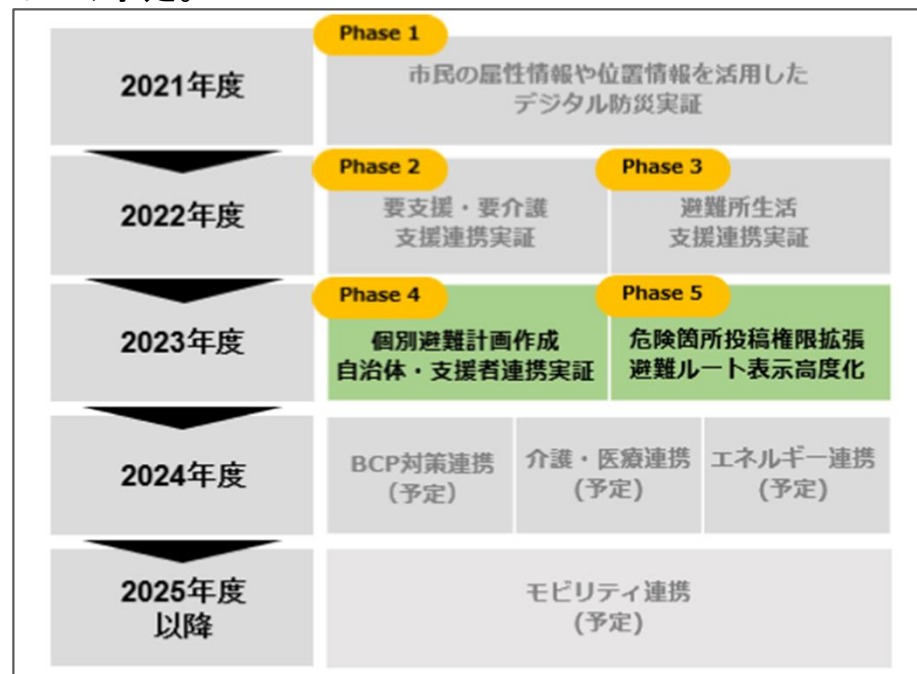 Phase 1
2021年度
市民の属性情報や位置情報を活用した
デジタル防災実証
Phase 2
Phase 3
2022年度
要支援・要介護
支援連携実証
避難所生活
支援連携実証
Phase 4
Phase 5
2023年度
個別避難計画作成
自治体・支援者連携実証
危険箇所投稿権限拡張
避難ルート表示高度化
2024年度
BCP対策連携
(予定)
介護・医療連携
(予定)
エネルギー連携
(予定)
2025年度
以降
モビリティ連携
(予定)